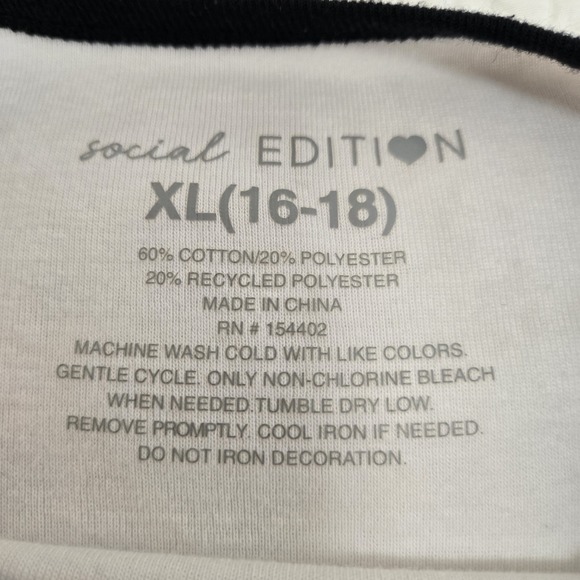 social EDITION
XL(16-18)
60% COTTON/20% POLYESTER
20% RECYCLED POLYESTER
MADE IN CHINA
RN # 154402
MACHINE WASH COLD WITH LIKE COLORS.
GENTLE CYCLE. ONLY NON-CHLORINE BLEACH
WHEN NEEDED.TUMBLE DRY LOW.
REMOVE PROMPTLY. COOL IRON IF NEEDED.
DO NOT IRON DECORATION.